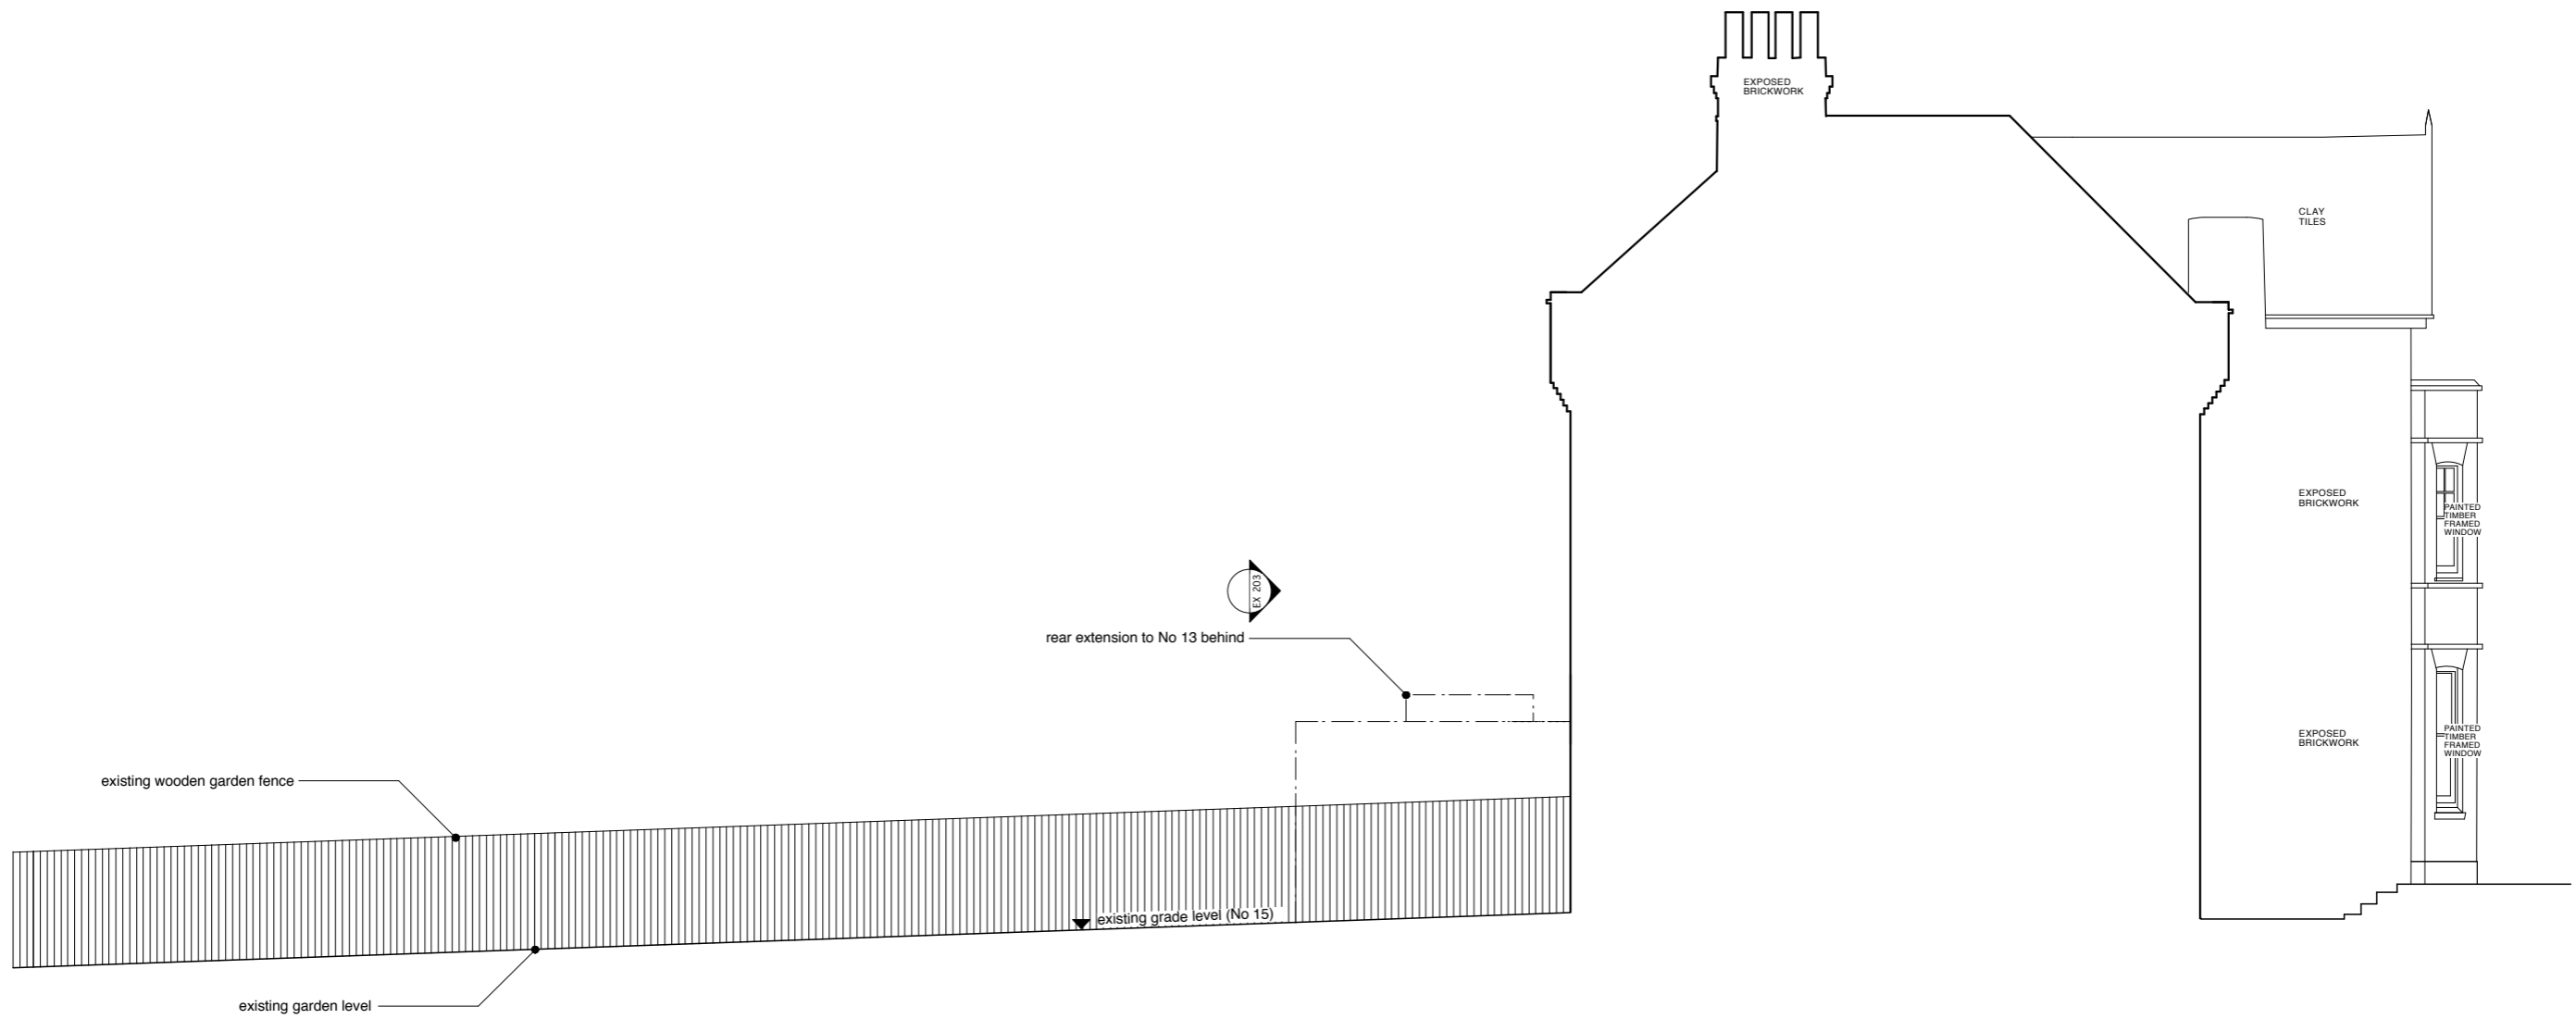 EXPOSED
BRICKWORK
CLAY
TILES
EXPOSED
BRICKWORK
PAINTED
TIMBER
FRAMED
WINDOW
EX 203
rear extension to No 13 behind
EXPOSED
BRICKWORK
PAINTED
TIMBER
FRAMED
WINDOW
existing wooden garden fence
existing grade level (No 15)
existing garden level